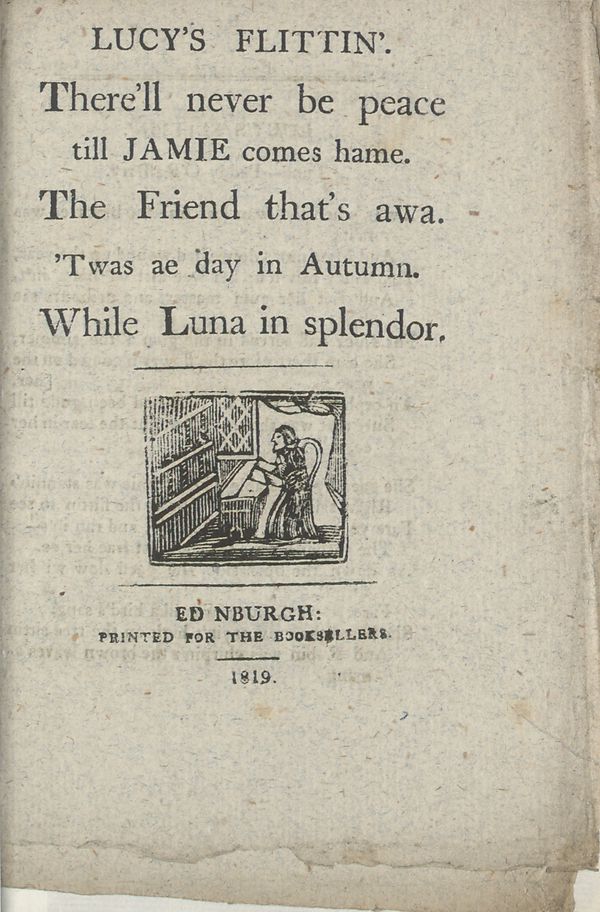 LUCY'S FLITTIN'.
There'll never be peace
till JAMIE comes hame.
The Friend that's awa.
'Twas ae day in Autumn.
While Luna in splendor.
ED NBURGH:
PRINTED FOR THE BOOKSELLERS.
1819.